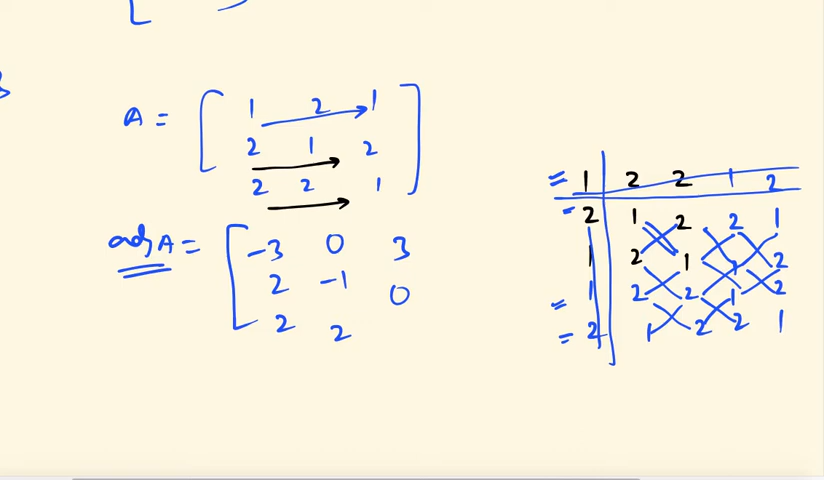 A = [ 1 2 1
2 1 2
2 2 1 ]
adj A = [ -3 0 3
2 -1 0
2 2
= 1 2 2 1 2
= 2 1 2 2 1
1 2 1 1 2
= 1 2 2 1 2
= 2 1 2 2 1